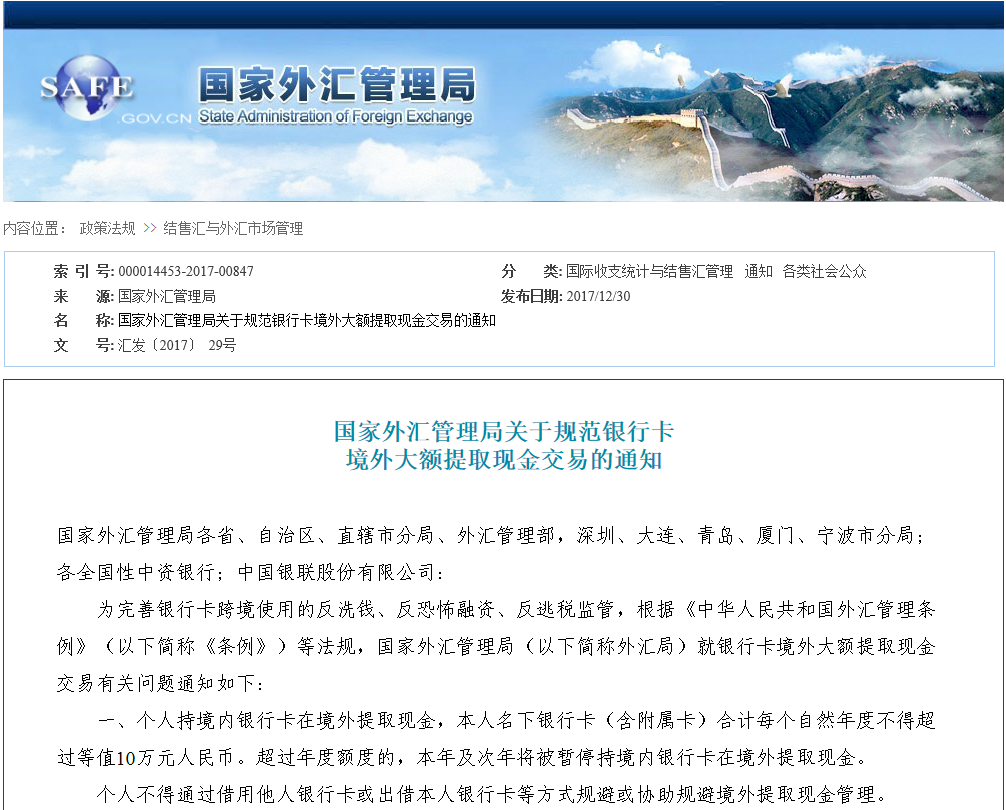 SAFE
.GOV.CN
国家外汇管理局
State Administration of Foreign Exchange
内容位置： 政策法规 >> 结售汇与外汇市场管理
索 引 号: 000014453-2017-00847
分 类: 国际收支统计与结售汇管理 通知 各类社会公众
来 源: 国家外汇管理局
发布日期: 2017/12/30
名 称: 国家外汇管理局关于规范银行卡境外大额提取现金交易的通知
文 号: 汇发〔2017〕 29号
国家外汇管理局关于规范银行卡
境外大额提取现金交易的通知
国家外汇管理局各省、自治区、直辖市分局、外汇管理部，深圳、大连、青岛、厦门、宁波市分局；
各全国性中资银行；中国银联股份有限公司：
为完善银行卡跨境使用的反洗钱、反恐怖融资、反逃税监管，根据《中华人民共和国外汇管理条
例》（以下简称《条例》）等法规，国家外汇管理局（以下简称外汇局）就银行卡境外大额提取现金
交易有关问题通知如下：
一、个人持境内银行卡在境外提取现金，本人名下银行卡（含附属卡）合计每个自然年度不得超
过等值10万元人民币。超过年度额度的，本年及次年将被暂停持境内银行卡在境外提取现金。
个人不得通过借用他人银行卡或出借本人银行卡等方式规避或协助规避境外提取现金管理。